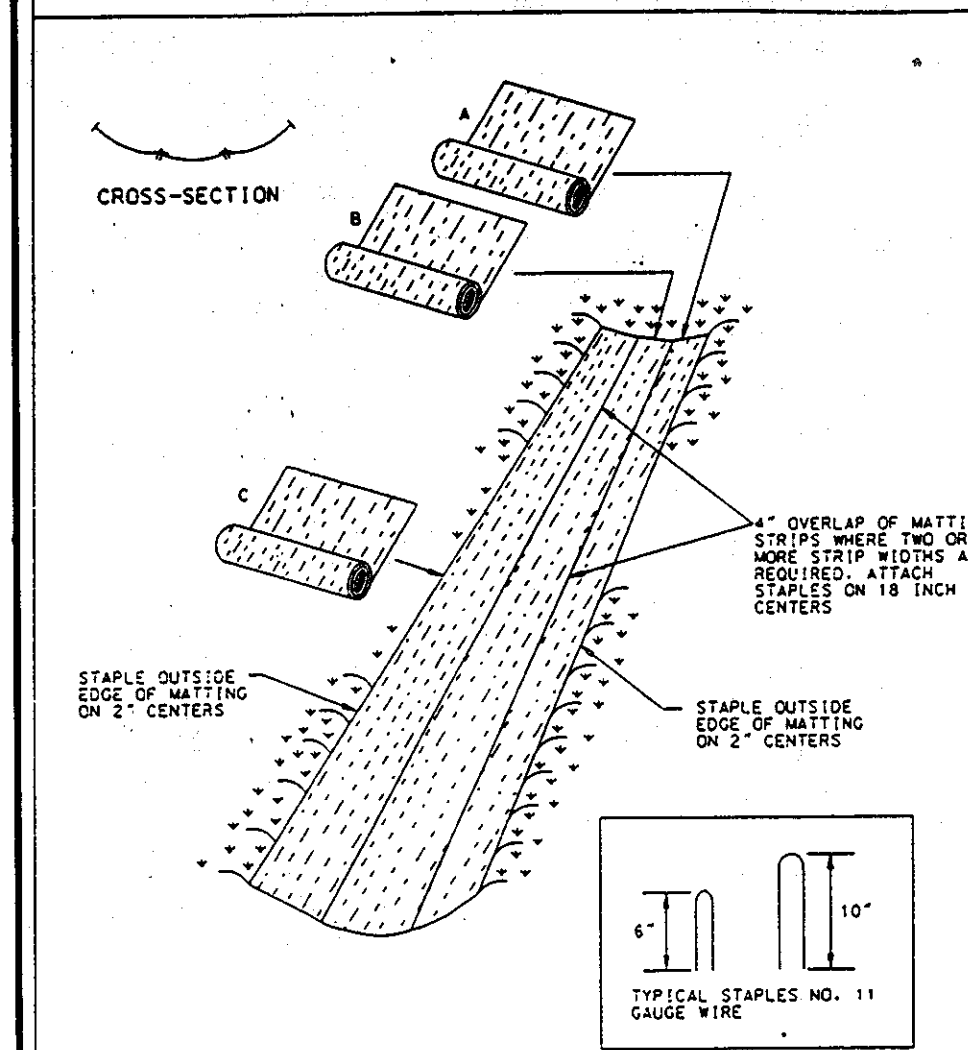 A
CROSS-SECTION
B
C
4" OVERLAP OF MATTI
STRIPS WHERE TWO OR
MORE STRIP WIDTHS A
REQUIRED. ATTACH
STAPLES ON 18 INCH
CENTERS
STAPLE OUTSIDE
EDGE OF MATTING
ON 2" CENTERS
STAPLE OUTSIDE
EDGE OF MATTING
ON 2" CENTERS
6"
10"
TYPICAL STAPLES NO. 11
GAUGE WIRE